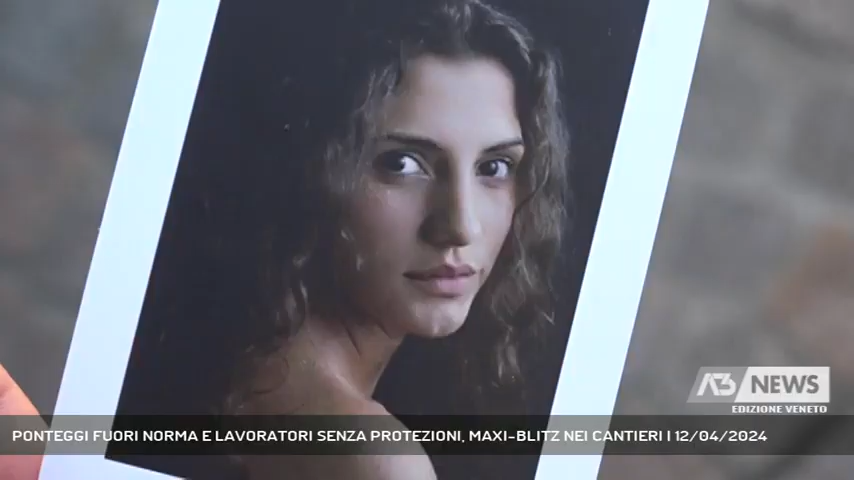 A3 NEWS
EDIZIONE VENETO
PONTEGGI FUORI NORMA E LAVORATORI SENZA PROTEZIONI, MAXI-BLITZ NEI CANTIERI | 12/04/2024